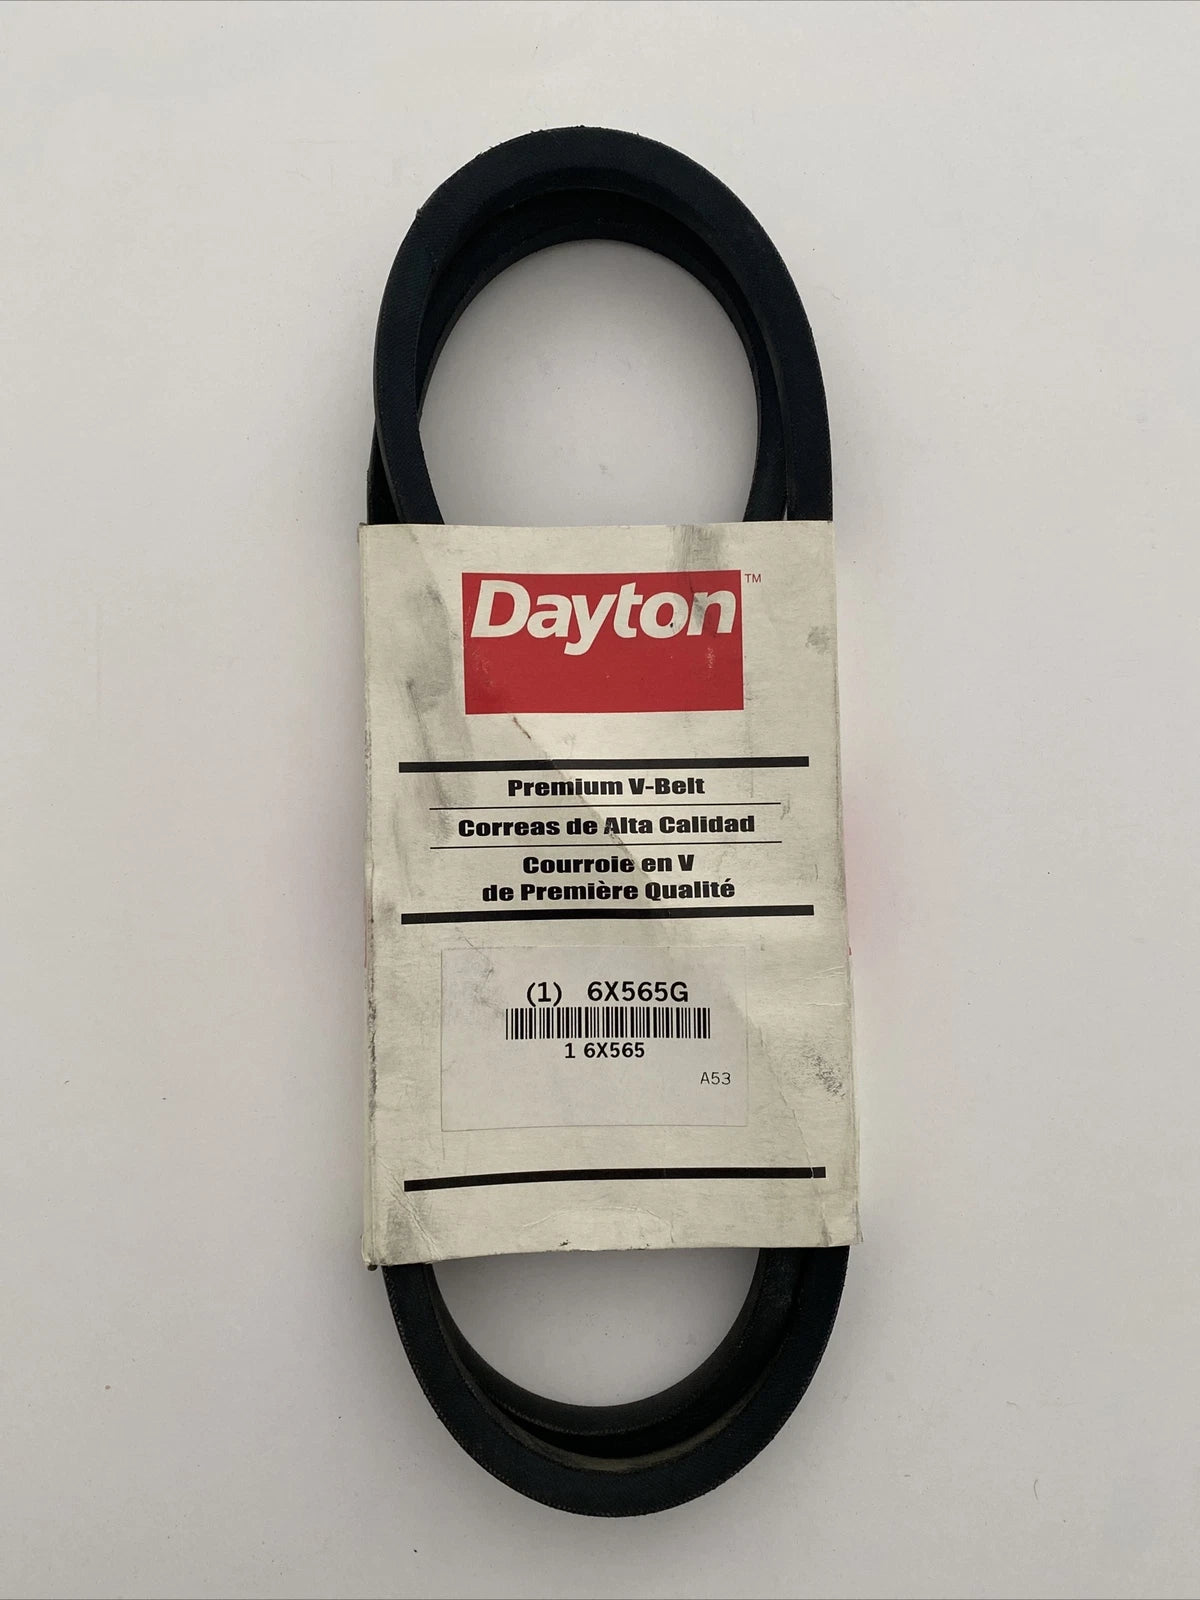 Dayton™
Premium V-Belt
Correas de Alta Calidad
Courroie en V
de Première Qualité
(1) 6X565G
1 6X565
A53